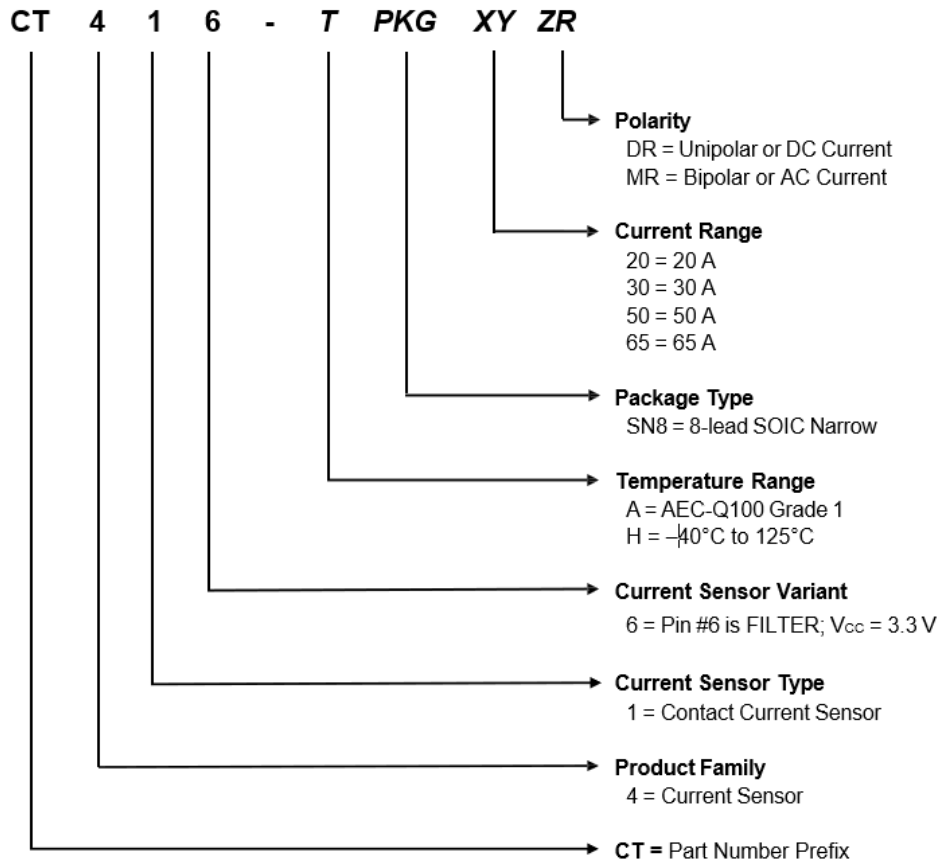 CT 4 1 6 - T PKG XY ZR
Polarity
DR = Unipolar or DC Current
MR = Bipolar or AC Current
Current Range
20 = 20 A
30 = 30 A
50 = 50 A
65 = 65 A
Package Type
SN8 = 8-lead SOIC Narrow
Temperature Range
A = AEC-Q100 Grade 1
H = –40°C to 125°C
Current Sensor Variant
6 = Pin #6 is FILTER; Vcc = 3.3 V
Current Sensor Type
1 = Contact Current Sensor
Product Family
4 = Current Sensor
CT = Part Number Prefix